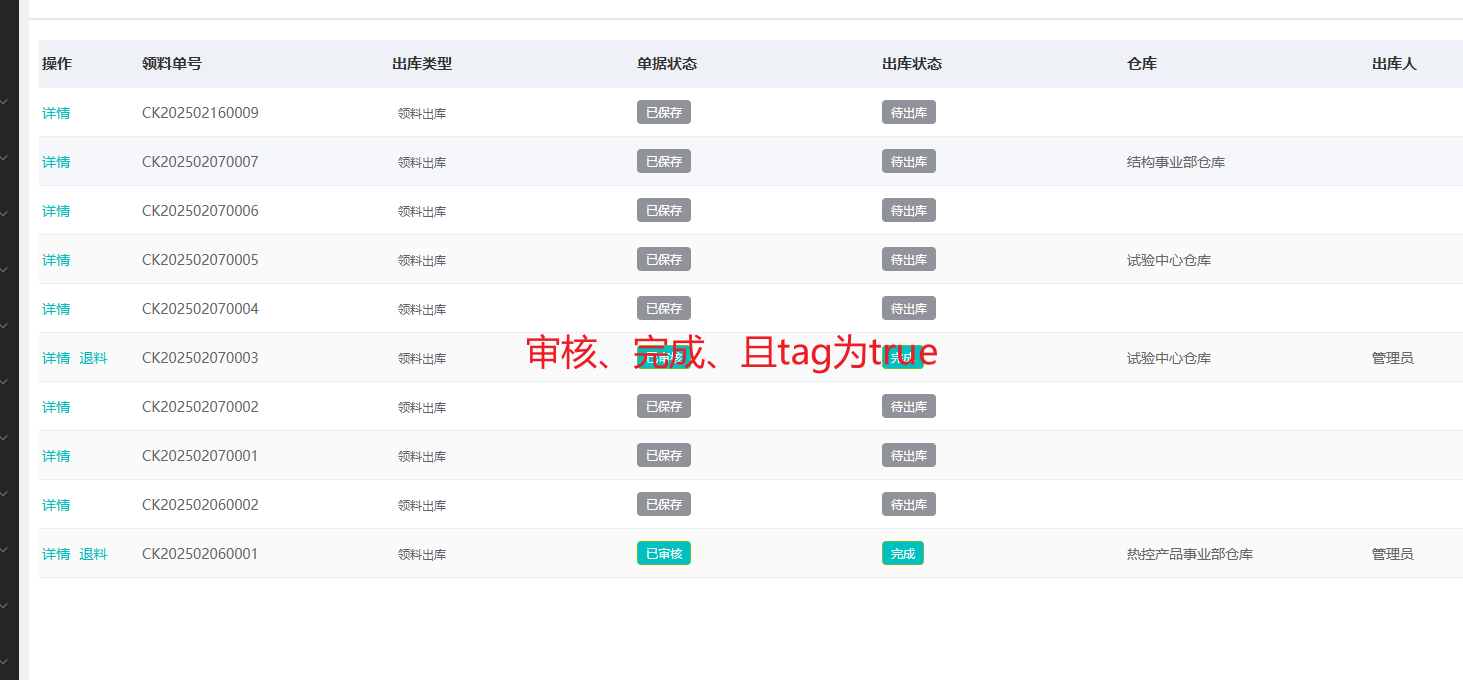 操作 领料单号 出库类型 单据状态 出库状态 仓库 出库人
详情 CK202502160009 领料出库 已保存 待出库
详情 CK202502070007 领料出库 已保存 待出库 结构事业部仓库
详情 CK202502070006 领料出库 已保存 待出库
详情 CK202502070005 领料出库 已保存 待出库 试验中心仓库
详情 CK202502070004 领料出库 已保存 待出库
审核、完成、且tag为true
详情 退料 CK202502070003 领料出库 已审核 完成 试验中心仓库 管理员
详情 CK202502070002 领料出库 已保存 待出库
详情 CK202502070001 领料出库 已保存 待出库
详情 CK202502060002 领料出库 已保存 待出库
详情 退料 CK202502060001 领料出库 已审核 完成 热控产品事业部仓库 管理员